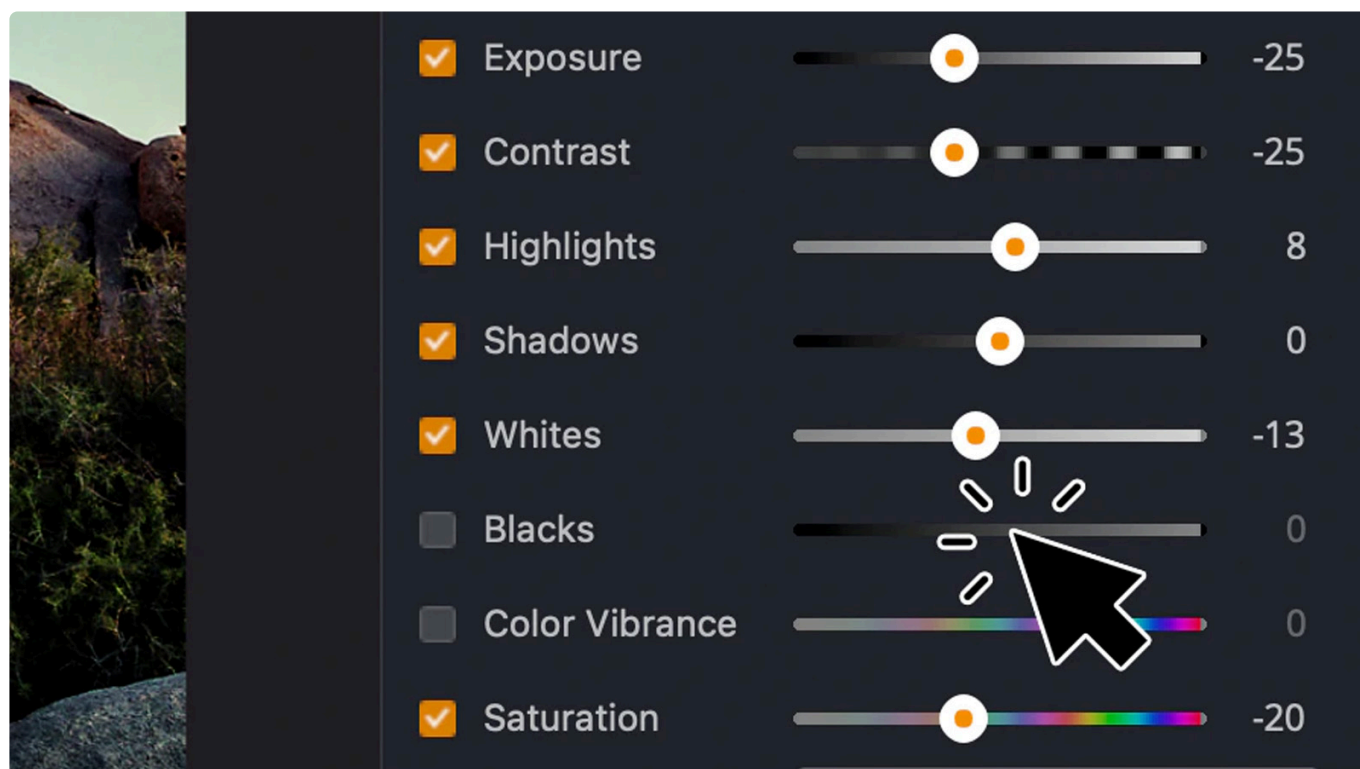 Exposure -25
Contrast -25
Highlights 8
Shadows 0
Whites -13
Blacks 0
Color Vibrance 0
Saturation -20